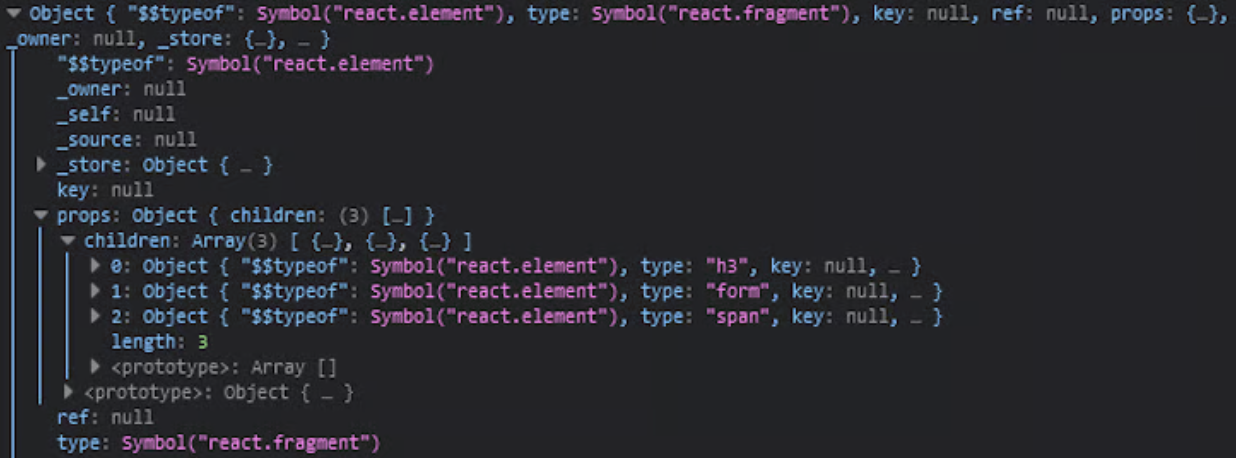 ▼ Object { "$$typeof": Symbol("react.element"), type: Symbol("react.fragment"), key: null, ref: null, props: {…},
_owner: null, _store: {…}, … }
"$$typeof": Symbol("react.element")
_owner: null
_self: null
_source: null
▶ _store: Object { … }
key: null
▼ props: Object { children: (3) […] }
▼ children: Array(3) [ {…}, {…}, {…} ]
▶ 0: Object { "$$typeof": Symbol("react.element"), type: "h3", key: null, … }
▶ 1: Object { "$$typeof": Symbol("react.element"), type: "form", key: null, … }
▶ 2: Object { "$$typeof": Symbol("react.element"), type: "span", key: null, … }
length: 3
▶ <prototype>: Array []
▶ <prototype>: Object { … }
ref: null
type: Symbol("react.fragment")